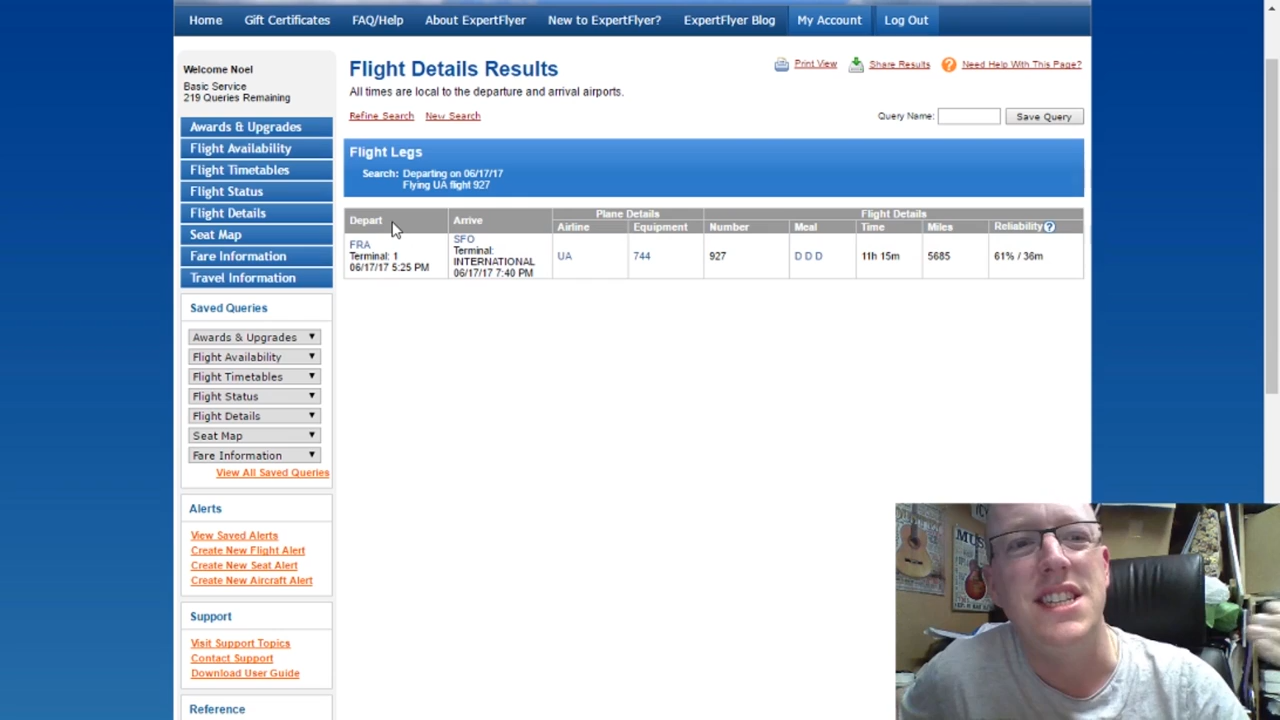 Home Gift Certificates FAQ/Help About ExpertFlyer New to ExpertFlyer? ExpertFlyer Blog My Account Log Out
Welcome Noel
Basic Service
219 Queries Remaining
Awards & Upgrades
Flight Availability
Flight Timetables
Flight Status
Flight Details
Seat Map
Fare Information
Travel Information
Saved Queries
Awards & Upgrades
Flight Availability
Flight Timetables
Flight Status
Flight Details
Seat Map
Fare Information
View All Saved Queries
Alerts
View Saved Alerts
Create New Flight Alert
Create New Seat Alert
Create New Aircraft Alert
Support
Visit Support Topics
Contact Support
Download User Guide
Reference
Flight Details Results
Print View Share Results Need Help With This Page?
All times are local to the departure and arrival airports.
Refine Search New Search
Query Name: Save Query
Flight Legs
Search: Departing on 06/17/17
Flying UA flight 927
Plane Details Flight Details
Depart Arrive Airline Equipment Number Meal Time Miles Reliability ?
FRA
Terminal: 1
06/17/17 5:25 PM
SFO
Terminal:
INTERNATIONAL
06/17/17 7:40 PM
UA 744 927 D D D 11h 15m 5685 61% / 36m